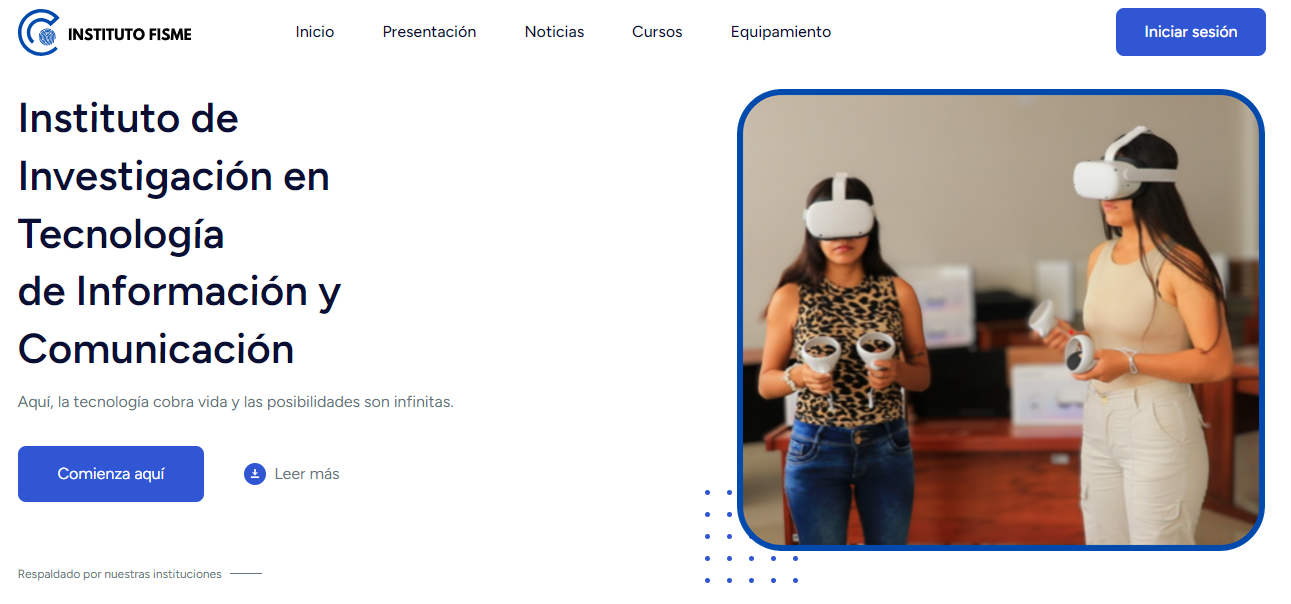 INSTITUTO FISME
Inicio
Presentación
Noticias
Cursos
Equipamiento
Iniciar sesión
Instituto de
Investigación en
Tecnología
de Información y
Comunicación
Aquí, la tecnología cobra vida y las posibilidades son infinitas.
Comienza aquí
Leer más
Respaldado por nuestras instituciones